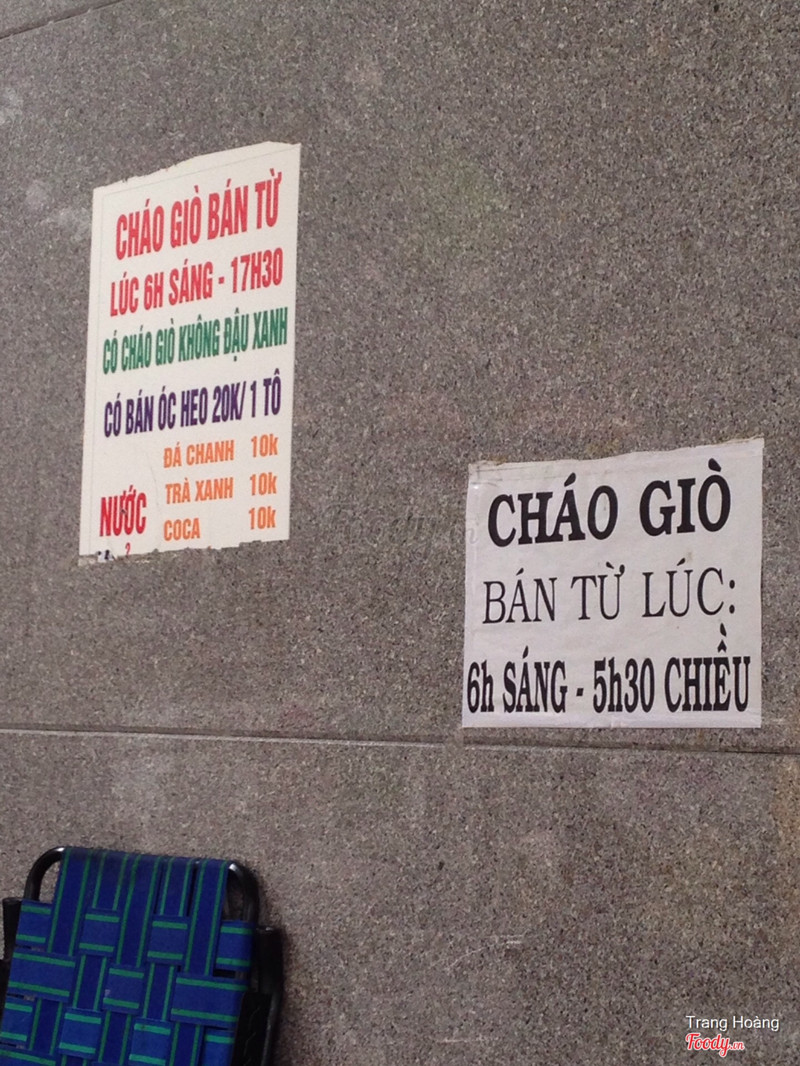 CHÁO GIÒ BÁN TỪ
LÚC 6H SÁNG - 17H30
CÓ CHÁO GIÒ KHÔNG ĐẬU XANH
CÓ BÁN ÓC HEO 20K/ 1 TÔ
NƯỚC
ĐÁ CHANH 10k
TRÀ XANH 10k
COCA 10k
CHÁO GIÒ
BÁN TỪ LÚC:
6h SÁNG - 5h30 CHIỀU
Trang Hoàng
Foody.vn